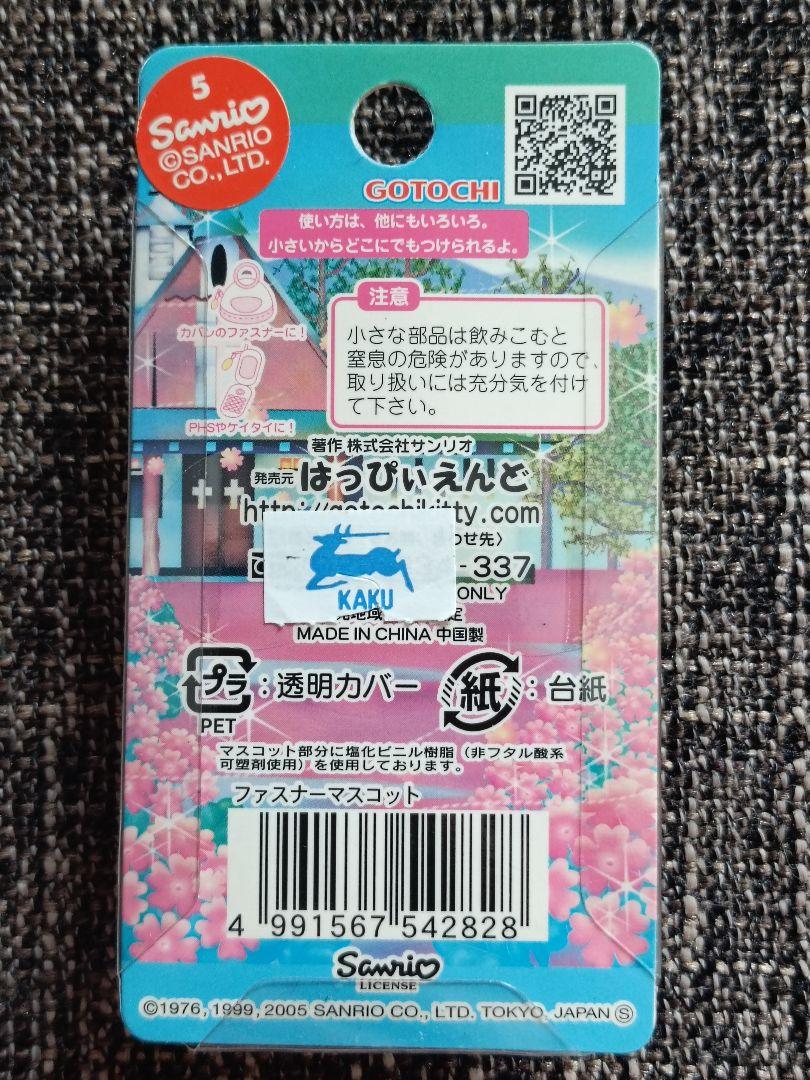 5
Sanrio
©SANRIO
CO., LTD.
GOTOCHI
使い方は、他にもいろいろ。
小さいからどこにでもつけられるよ。
カバンのファスナーに!
PHSやケイタイに!
注意
小さな部品は飲みこむと
窒息の危険がありますので、
取り扱いには充分気を付け
て下さい。
著作 株式会社サンリオ
発売元 はっぴぃえんど
http://gotochikitty.com
わせ先〉
-337
KAKU
ONLY
地域
定
MADE IN CHINA 中国製
プラ:透明カバー
PET
紙:台紙
マスコット部分に塩化ビニル樹脂(非フタル酸系
可塑剤使用)を使用しております。
ファスナーマスコット
4 991567 542828
Sanrio
LICENSE
©1976, 1999, 2005 SANRIO CO., LTD. TOKYO, JAPAN Ⓢ